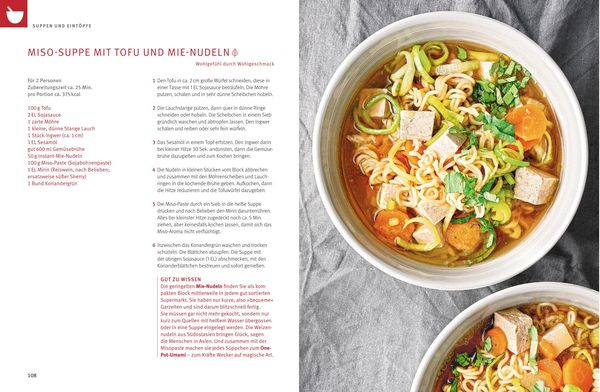 SUPPEN UND EINTÖPFE
MISO-SUPPE MIT TOFU UND MIE-NUDELN
Wohlgefühl durch Wohlgeschmack
Für 2 Personen
Zubereitungszeit ca. 25 Min.
pro Portion ca. 375 kcal
100 g Tofu
2 EL Sojasauce
1 zarte Möhre
1 kleine, dünne Stange Lauch
1 Stück Ingwer (ca. 1 cm)
1 EL Sesamöl
gut 600 ml Gemüsebrühe
50 g Instant-Mie-Nudeln
100 g Miso-Paste (Sojabohnenpaste)
1 EL Mirin (Reiswein, nach Belieben;
ersatzweise süßer Sherry)
1 Bund Koriandergrün
1 Den Tofu in ca. 2 cm große Würfel schneiden, diese in
einer Tasse mit 1 EL Sojasauce beträufeln. Die Möhre
putzen, schälen und in sehr dünne Scheibchen hobeln.
2 Die Lauchstange putzen, dann quer in dünne Ringe
schneiden oder hobeln. Die Scheibchen in einem Sieb
gründlich waschen und abtropfen lassen. Den Ingwer
schälen und reiben oder sehr fein würfeln.
3 Das Sesamöl in einem Topf erhitzen. Den Ingwer darin
bei kleiner Hitze 30 Sek. andünsten, dann die Gemüse-
brühe dazugießen und zum Kochen bringen.
4 Die Nudeln in kleinen Stücken vom Block abbrechen
und zusammen mit den Möhrenscheiben und Lauch-
ringen in die kochende Brühe geben. Aufkochen, dann
die Hitze reduzieren und die Tofuwürfel dazugeben.
5 Die Miso-Paste durch ein Sieb in die heiße Suppe
drücken und nach Belieben den Mirin darunterrühren.
Alles bei kleinster Hitze noch ca. 5 Min.
ziehen, aber keinesfalls kochen lassen, damit sich das
Miso-Aroma nicht verflüchtigt.
6 Inzwischen das Koriandergrün waschen und trocken
schütteln. Die Blättchen abzupfen. Die Suppe mit
der übrigen Sojasauce (1 EL) abschmecken, mit den
Korianderblättchen bestreuen und sofort genießen.
GUT ZU WISSEN
Die geringelten Mie-Nudeln finden Sie als kom-
pakten Block mittlerweile in jedem gut sortierten
Supermarkt. Sie haben nur kurze, also »bequeme«
Garzeiten und sind darum blitzschnell fertig.
Sie müssen gar nicht mehr gekocht, sondern nur
kurz zum Quellen mit heißem Wasser übergossen
oder in eine Suppe eingelegt werden. Die Weizen-
nudeln aus Südostasien bringen Glück, sagen
die Menschen in Asien. Und zusammen mit der
Misopaste machen sie jedes Süppchen zum One-
Pot-Umami – zum Kräfte-Wecker auf magische Art.
108